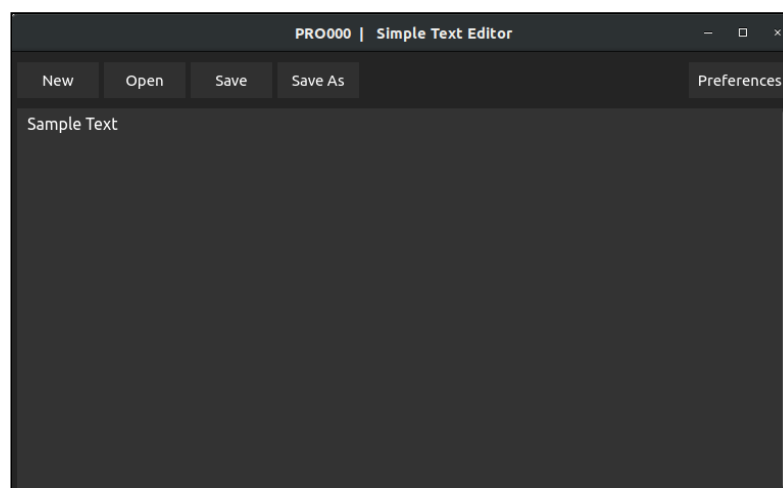 PRO000 | Simple Text Editor
New Open Save Save As Preferences
Sample Text